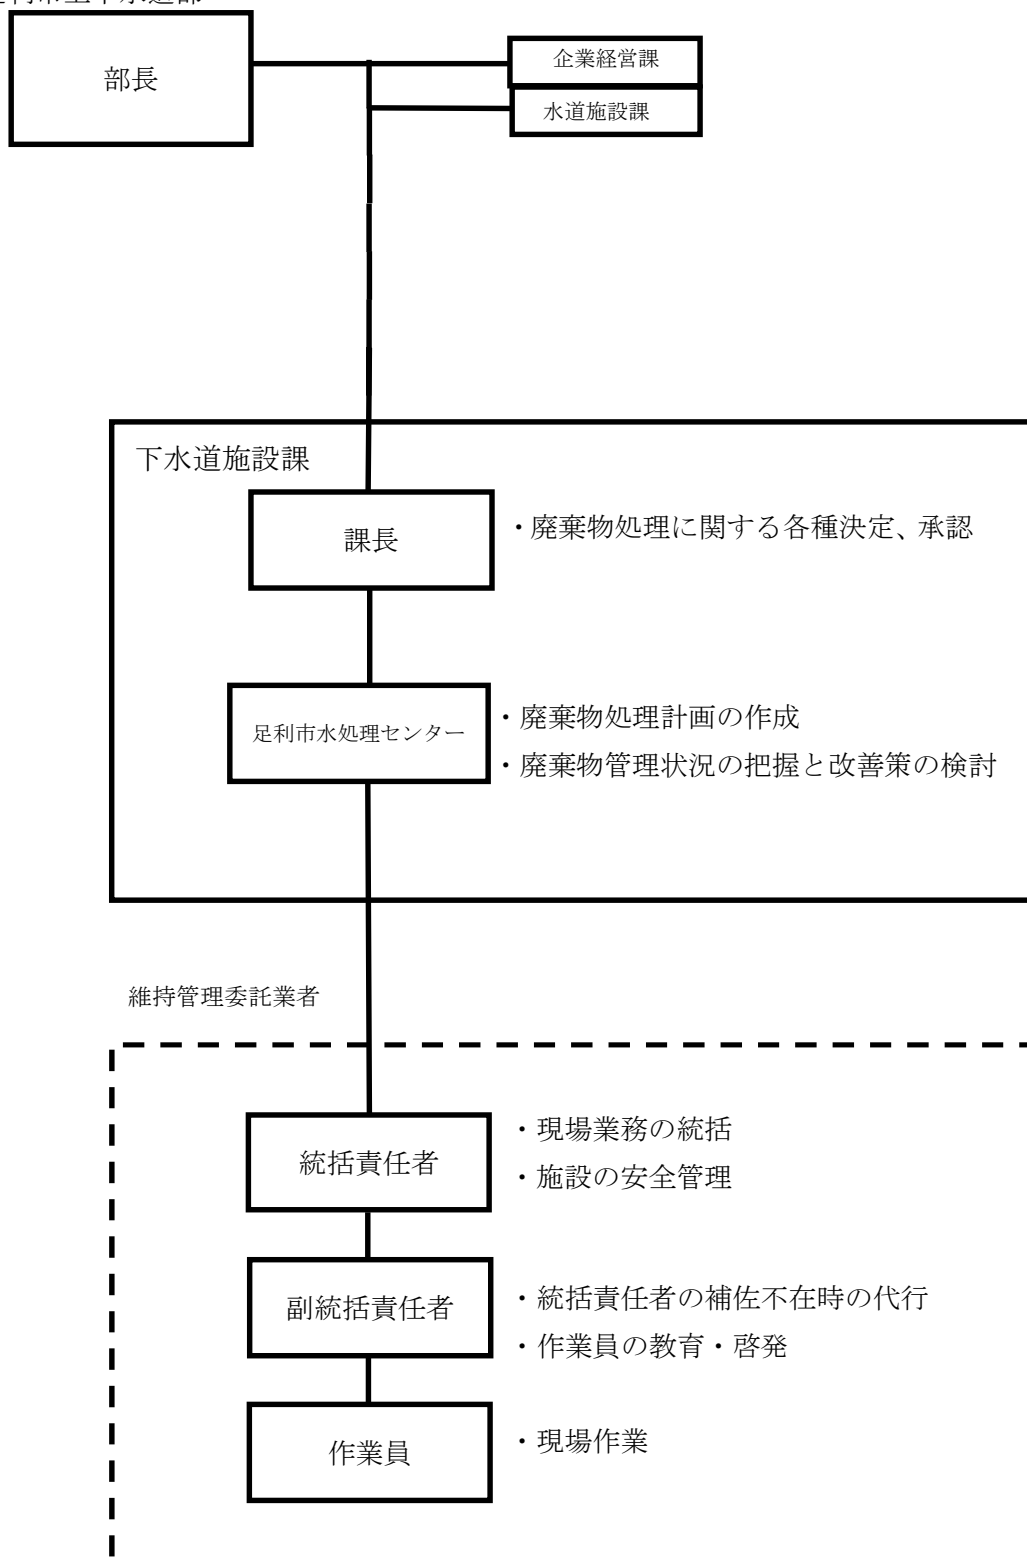 部長
企業経営課
水道施設課
下水道施設課
課長
・廃棄物処理に関する各種決定、承認
足利市水処理センター
・廃棄物処理計画の作成
・廃棄物管理状況の把握と改善策の検討
維持管理委託業者
統括責任者
・現場業務の統括
・施設の安全管理
副統括責任者
・統括責任者の補佐不在時の代行
・作業員の教育・啓発
作業員
・現場作業